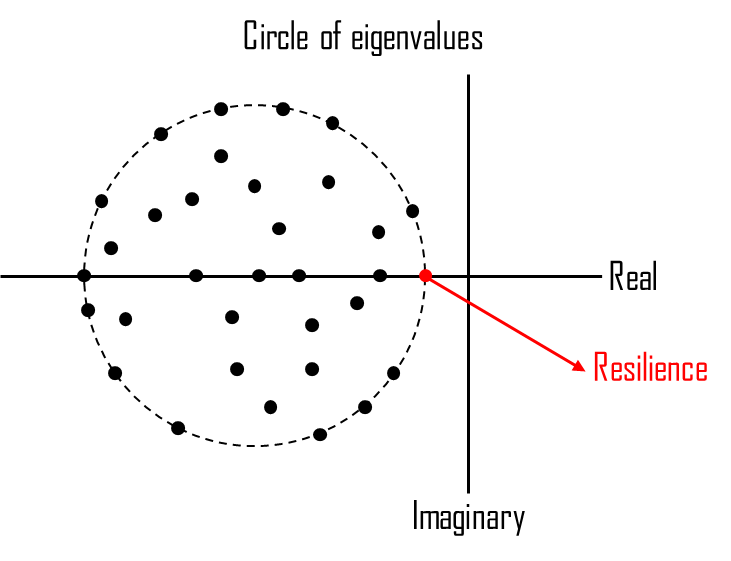 Circle of eigenvalues
Real
Resilience
Imaginary